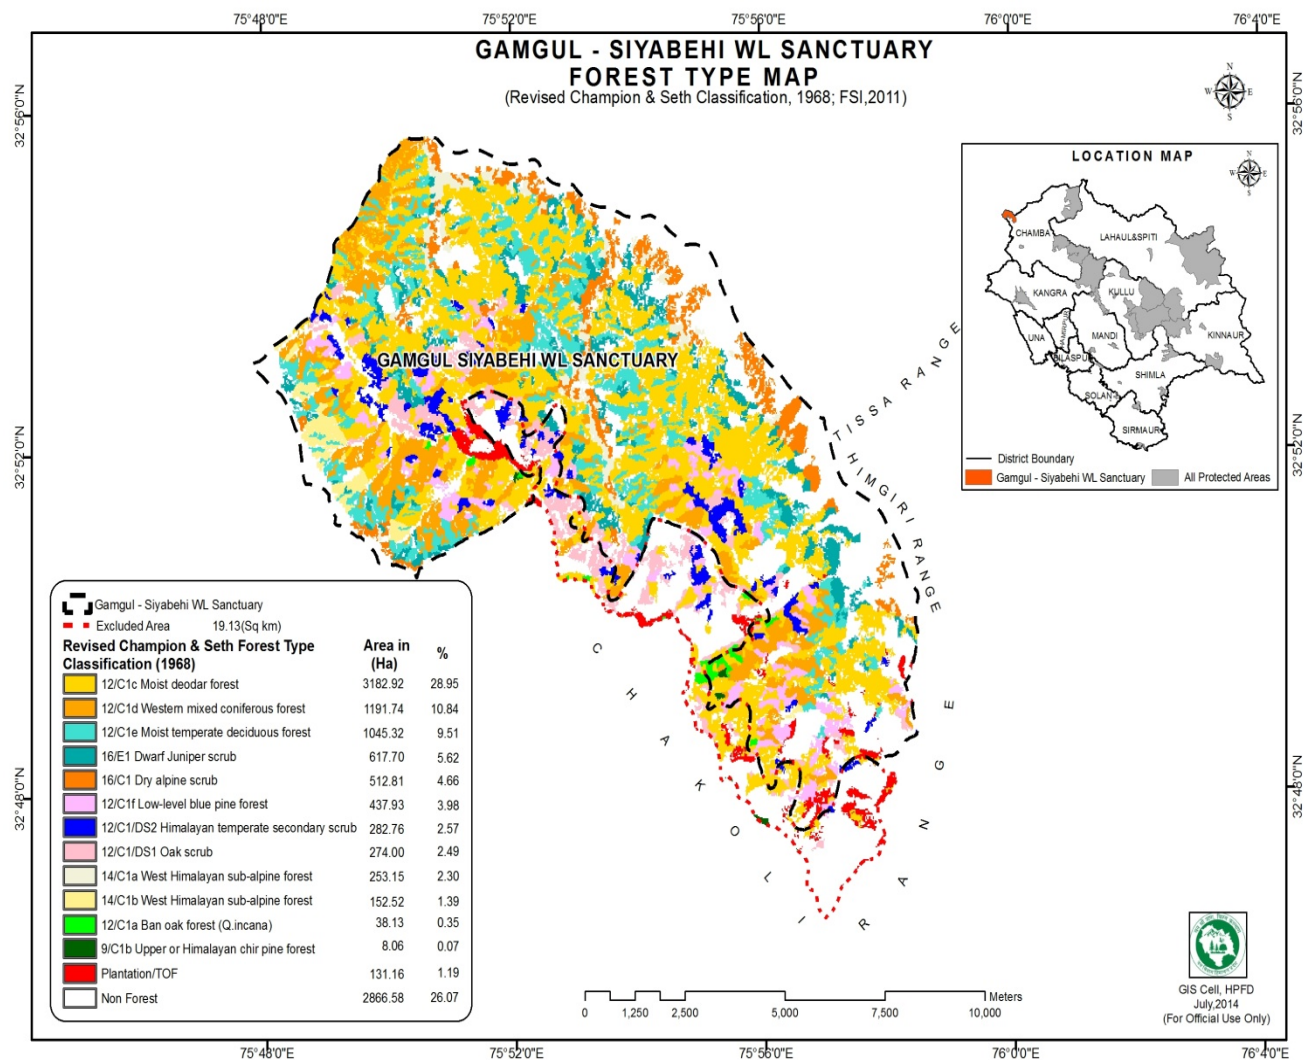 75°48'0"E 75°52'0"E 75°56'0"E 76°0'0"E 76°4'0"E
GAMGUL - SIYABEHI WL SANCTUARY
FOREST TYPE MAP
(Revised Champion & Seth Classification, 1968; FSI,2011)
N
W E
S
32°56'0"N 32°56'0"N
LOCATION MAP
N
W E
S
CHAMBA
LAHAUL&SPITI
KANGRA
KULLU
UNA
HAMIRPUR
MANDI
KINNAUR
BILASPUR
SHIMLA
SOLAN
SIRMAUR
District Boundary
Gamgul - Siyabehi WL Sanctuary
All Protected Areas
GAMGUL SIYABEHI WL SANCTUARY
TISSA RANGE
HIMGIRI RANGE
32°52'0"N 32°52'0"N
CHAKOLI RANGE
Gamgul - Siyabehi WL Sanctuary
Excluded Area 19.13(Sq km)
Revised Champion & Seth Forest Type Area in %
Classification (1968) (Ha)
12/C1c Moist deodar forest 3182.92 28.95
12/C1d Western mixed coniferous forest 1191.74 10.84
12/C1e Moist temperate deciduous forest 1045.32 9.51
16/E1 Dwarf Juniper scrub 617.70 5.62
16/C1 Dry alpine scrub 512.81 4.66
12/C1f Low-level blue pine forest 437.93 3.98
12/C1/DS2 Himalayan temperate secondary scrub 282.76 2.57
12/C1/DS1 Oak scrub 274.00 2.49
14/C1a West Himalayan sub-alpine forest 253.15 2.30
14/C1b West Himalayan sub-alpine forest 152.52 1.39
12/C1a Ban oak forest (Q.incana) 38.13 0.35
9/C1b Upper or Himalayan chir pine forest 8.06 0.07
Plantation/TOF 131.16 1.19
Non Forest 2866.58 26.07
32°48'0"N 32°48'0"N
Meters
0 1,250 2,500 5,000 7,500 10,000
GIS Cell, HPFD
July,2014
(For Official Use Only)
75°48'0"E 75°52'0"E 75°56'0"E 76°0'0"E 76°4'0"E